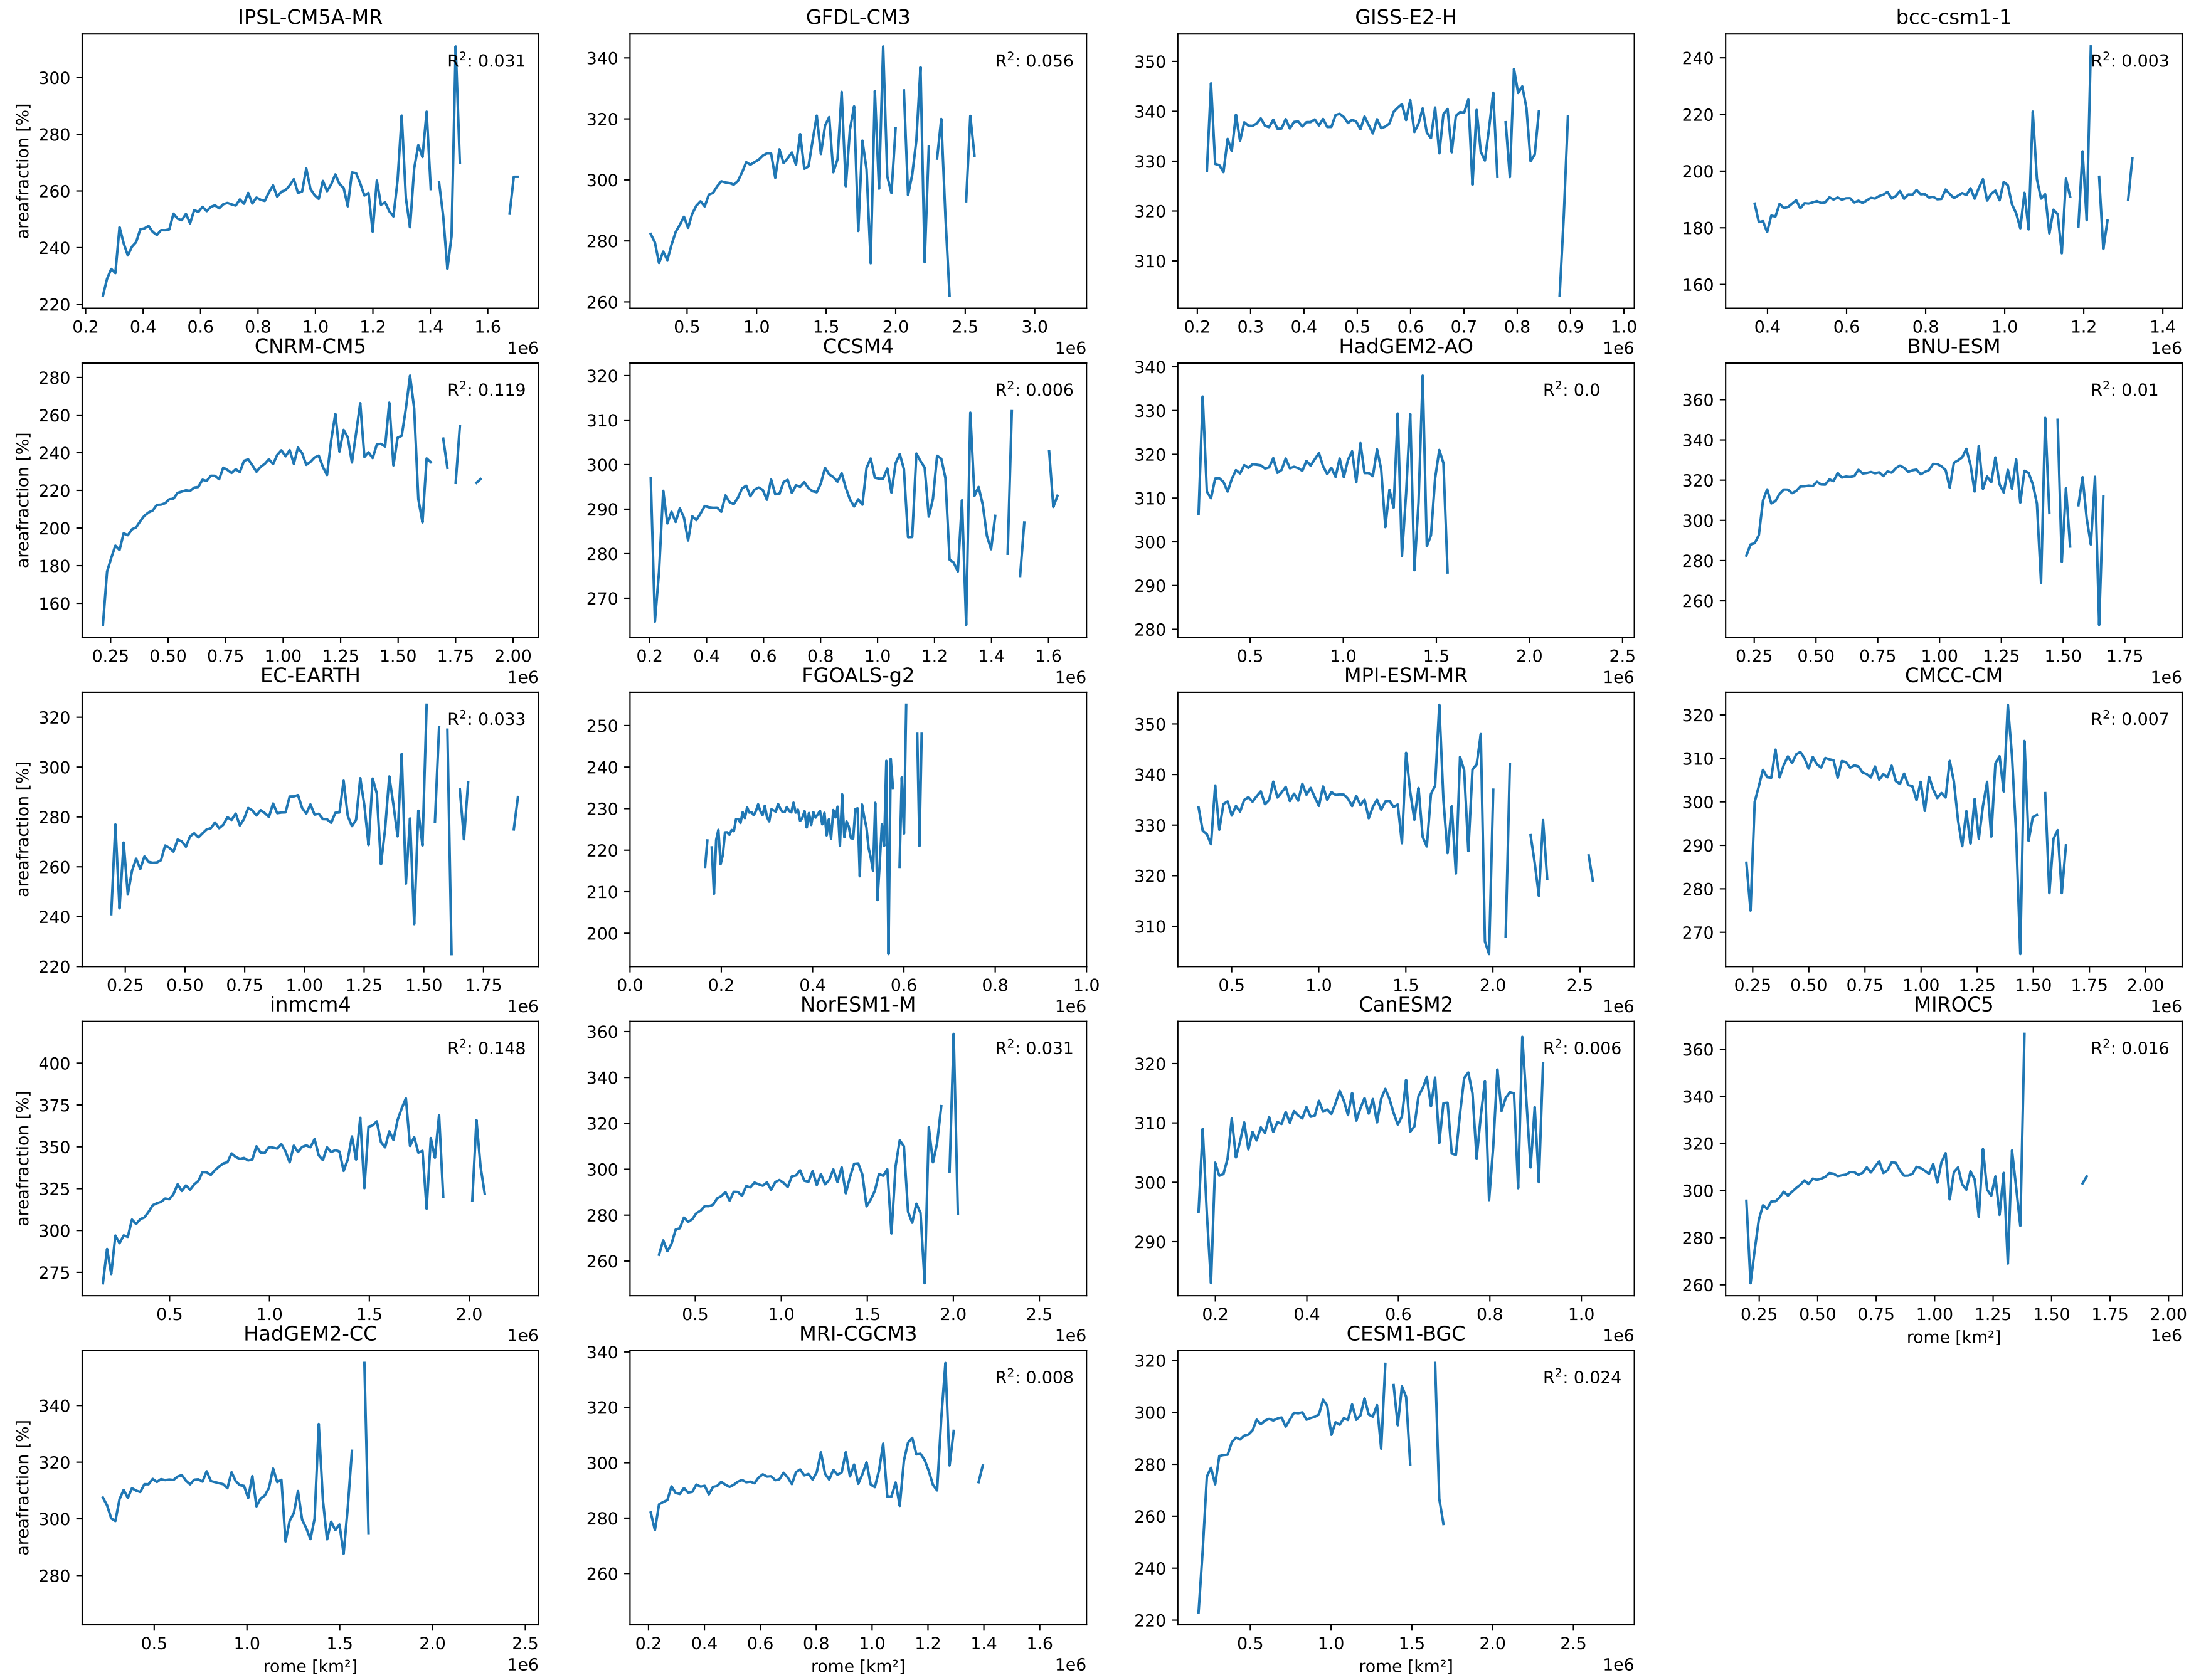 IPSL-CM5A-MR GFDL-CM3 GISS-E2-H bcc-csm1-1
R²: 0.031 R²: 0.056 R²: 0.003
areafraction [%]
300 280 260 240 220
340 320 300 280 260
350 340 330 320 310
240 220 200 180 160
0.2 0.4 0.6 0.8 1.0 1.2 1.4 1.6 1e6
0.5 1.0 1.5 2.0 2.5 3.0 1e6
0.2 0.3 0.4 0.5 0.6 0.7 0.8 0.9 1.0 1e6
0.4 0.6 0.8 1.0 1.2 1.4 1e6
CNRM-CM5 CCSM4 HadGEM2-AO BNU-ESM
R²: 0.119 R²: 0.006 R²: 0.0 R²: 0.01
areafraction [%]
280 260 240 220 200 180 160
320 310 300 290 280 270
340 330 320 310 300 290 280
360 340 320 300 280 260
0.25 0.50 0.75 1.00 1.25 1.50 1.75 2.00 1e6
0.2 0.4 0.6 0.8 1.0 1.2 1.4 1.6 1e6
0.5 1.0 1.5 2.0 2.5 1e6
0.25 0.50 0.75 1.00 1.25 1.50 1.75 1e6
EC-EARTH FGOALS-g2 MPI-ESM-MR CMCC-CM
R²: 0.033 R²: 0.007
areafraction [%]
320 300 280 260 240 220
250 240 230 220 210 200
350 340 330 320 310
320 310 300 290 280 270
0.25 0.50 0.75 1.00 1.25 1.50 1.75 1e6
0.0 0.2 0.4 0.6 0.8 1.0 1e6
0.5 1.0 1.5 2.0 2.5 1e6
0.25 0.50 0.75 1.00 1.25 1.50 1.75 2.00 1e6
inmcm4 NorESM1-M CanESM2 MIROC5
R²: 0.148 R²: 0.031 R²: 0.006 R²: 0.016
areafraction [%]
400 375 350 325 300 275
360 340 320 300 280 260
320 310 300 290
360 340 320 300 280 260
0.5 1.0 1.5 2.0 1e6
0.5 1.0 1.5 2.0 2.5 1e6
0.2 0.4 0.6 0.8 1.0 1e6
0.25 0.50 0.75 1.00 1.25 1.50 1.75 2.00 1e6
rome [km²]
HadGEM2-CC MRI-CGCM3 CESM1-BGC
R²: 0.008 R²: 0.024
areafraction [%]
340 320 300 280
340 320 300 280 260
320 300 280 260 240 220
0.5 1.0 1.5 2.0 2.5 1e6
0.2 0.4 0.6 0.8 1.0 1.2 1.4 1.6 1e6
0.5 1.0 1.5 2.0 2.5 1e6
rome [km²] rome [km²] rome [km²]